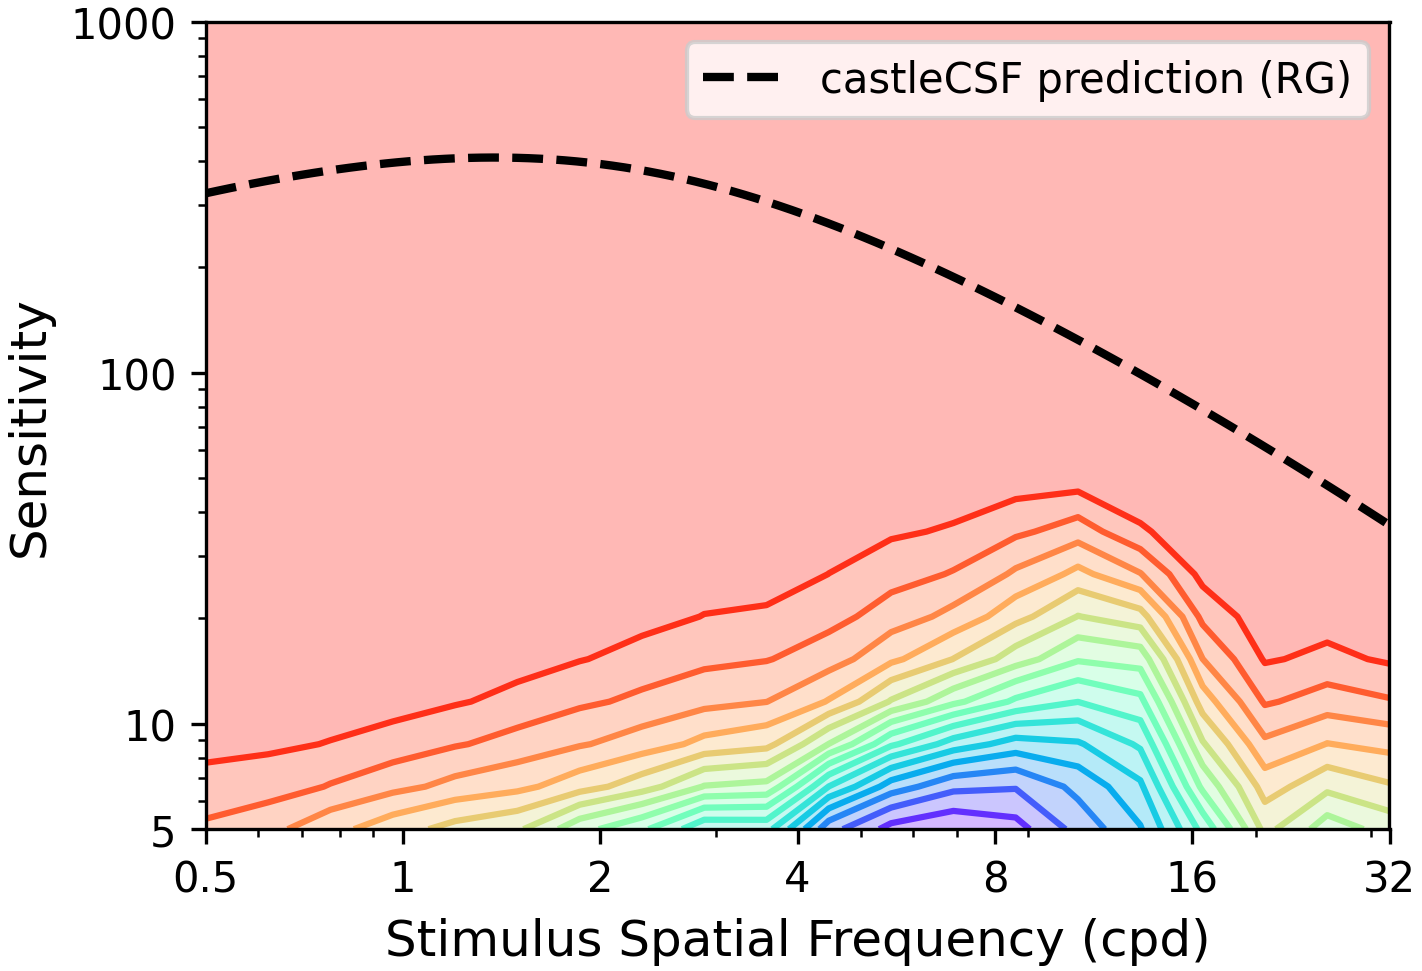 1000
castleCSF prediction (RG)
100
Sensitivity
10
5
0.5 1 2 4 8 16 32
Stimulus Spatial Frequency (cpd)